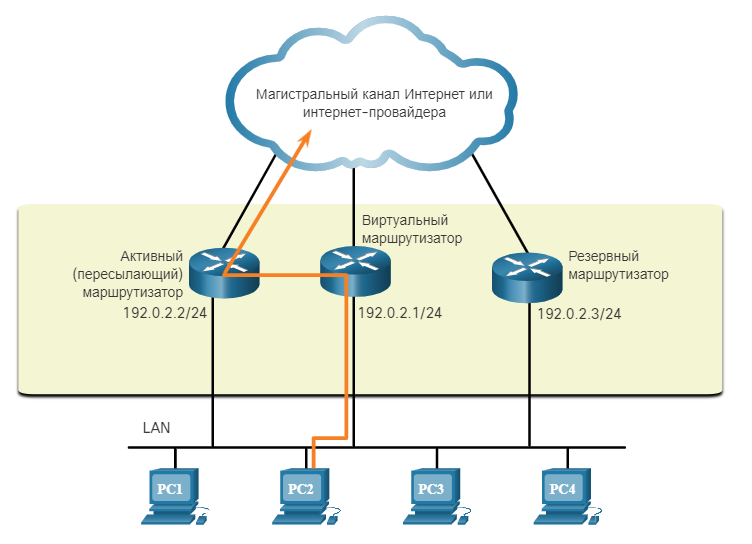 Магистральный канал Интернет или
интернет-провайдера
Виртуальный
маршрутизатор
Активный
(пересылающий)
маршрутизатор
192.0.2.2/24
192.0.2.1/24
Резервный
маршрутизатор
192.0.2.3/24
LAN
PC1
PC2
PC3
PC4